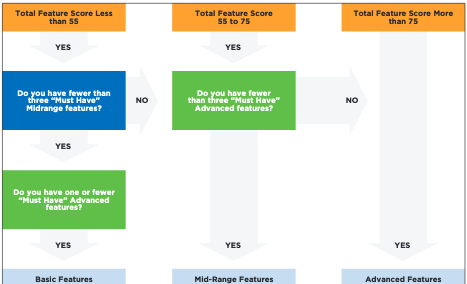 Total Feature Score Less
than 55
Total Feature Score
55 to 75
Total Feature Score More
than 75
YES
YES
Do you have fewer than
three “Must Have”
Midrange features?
NO
Do you have fewer
than three “Must Have”
Advanced features?
NO
YES
Do you have one or fewer
“Must Have” Advanced
features?
YES
YES
YES
Basic Features
Mid-Range Features
Advanced Features